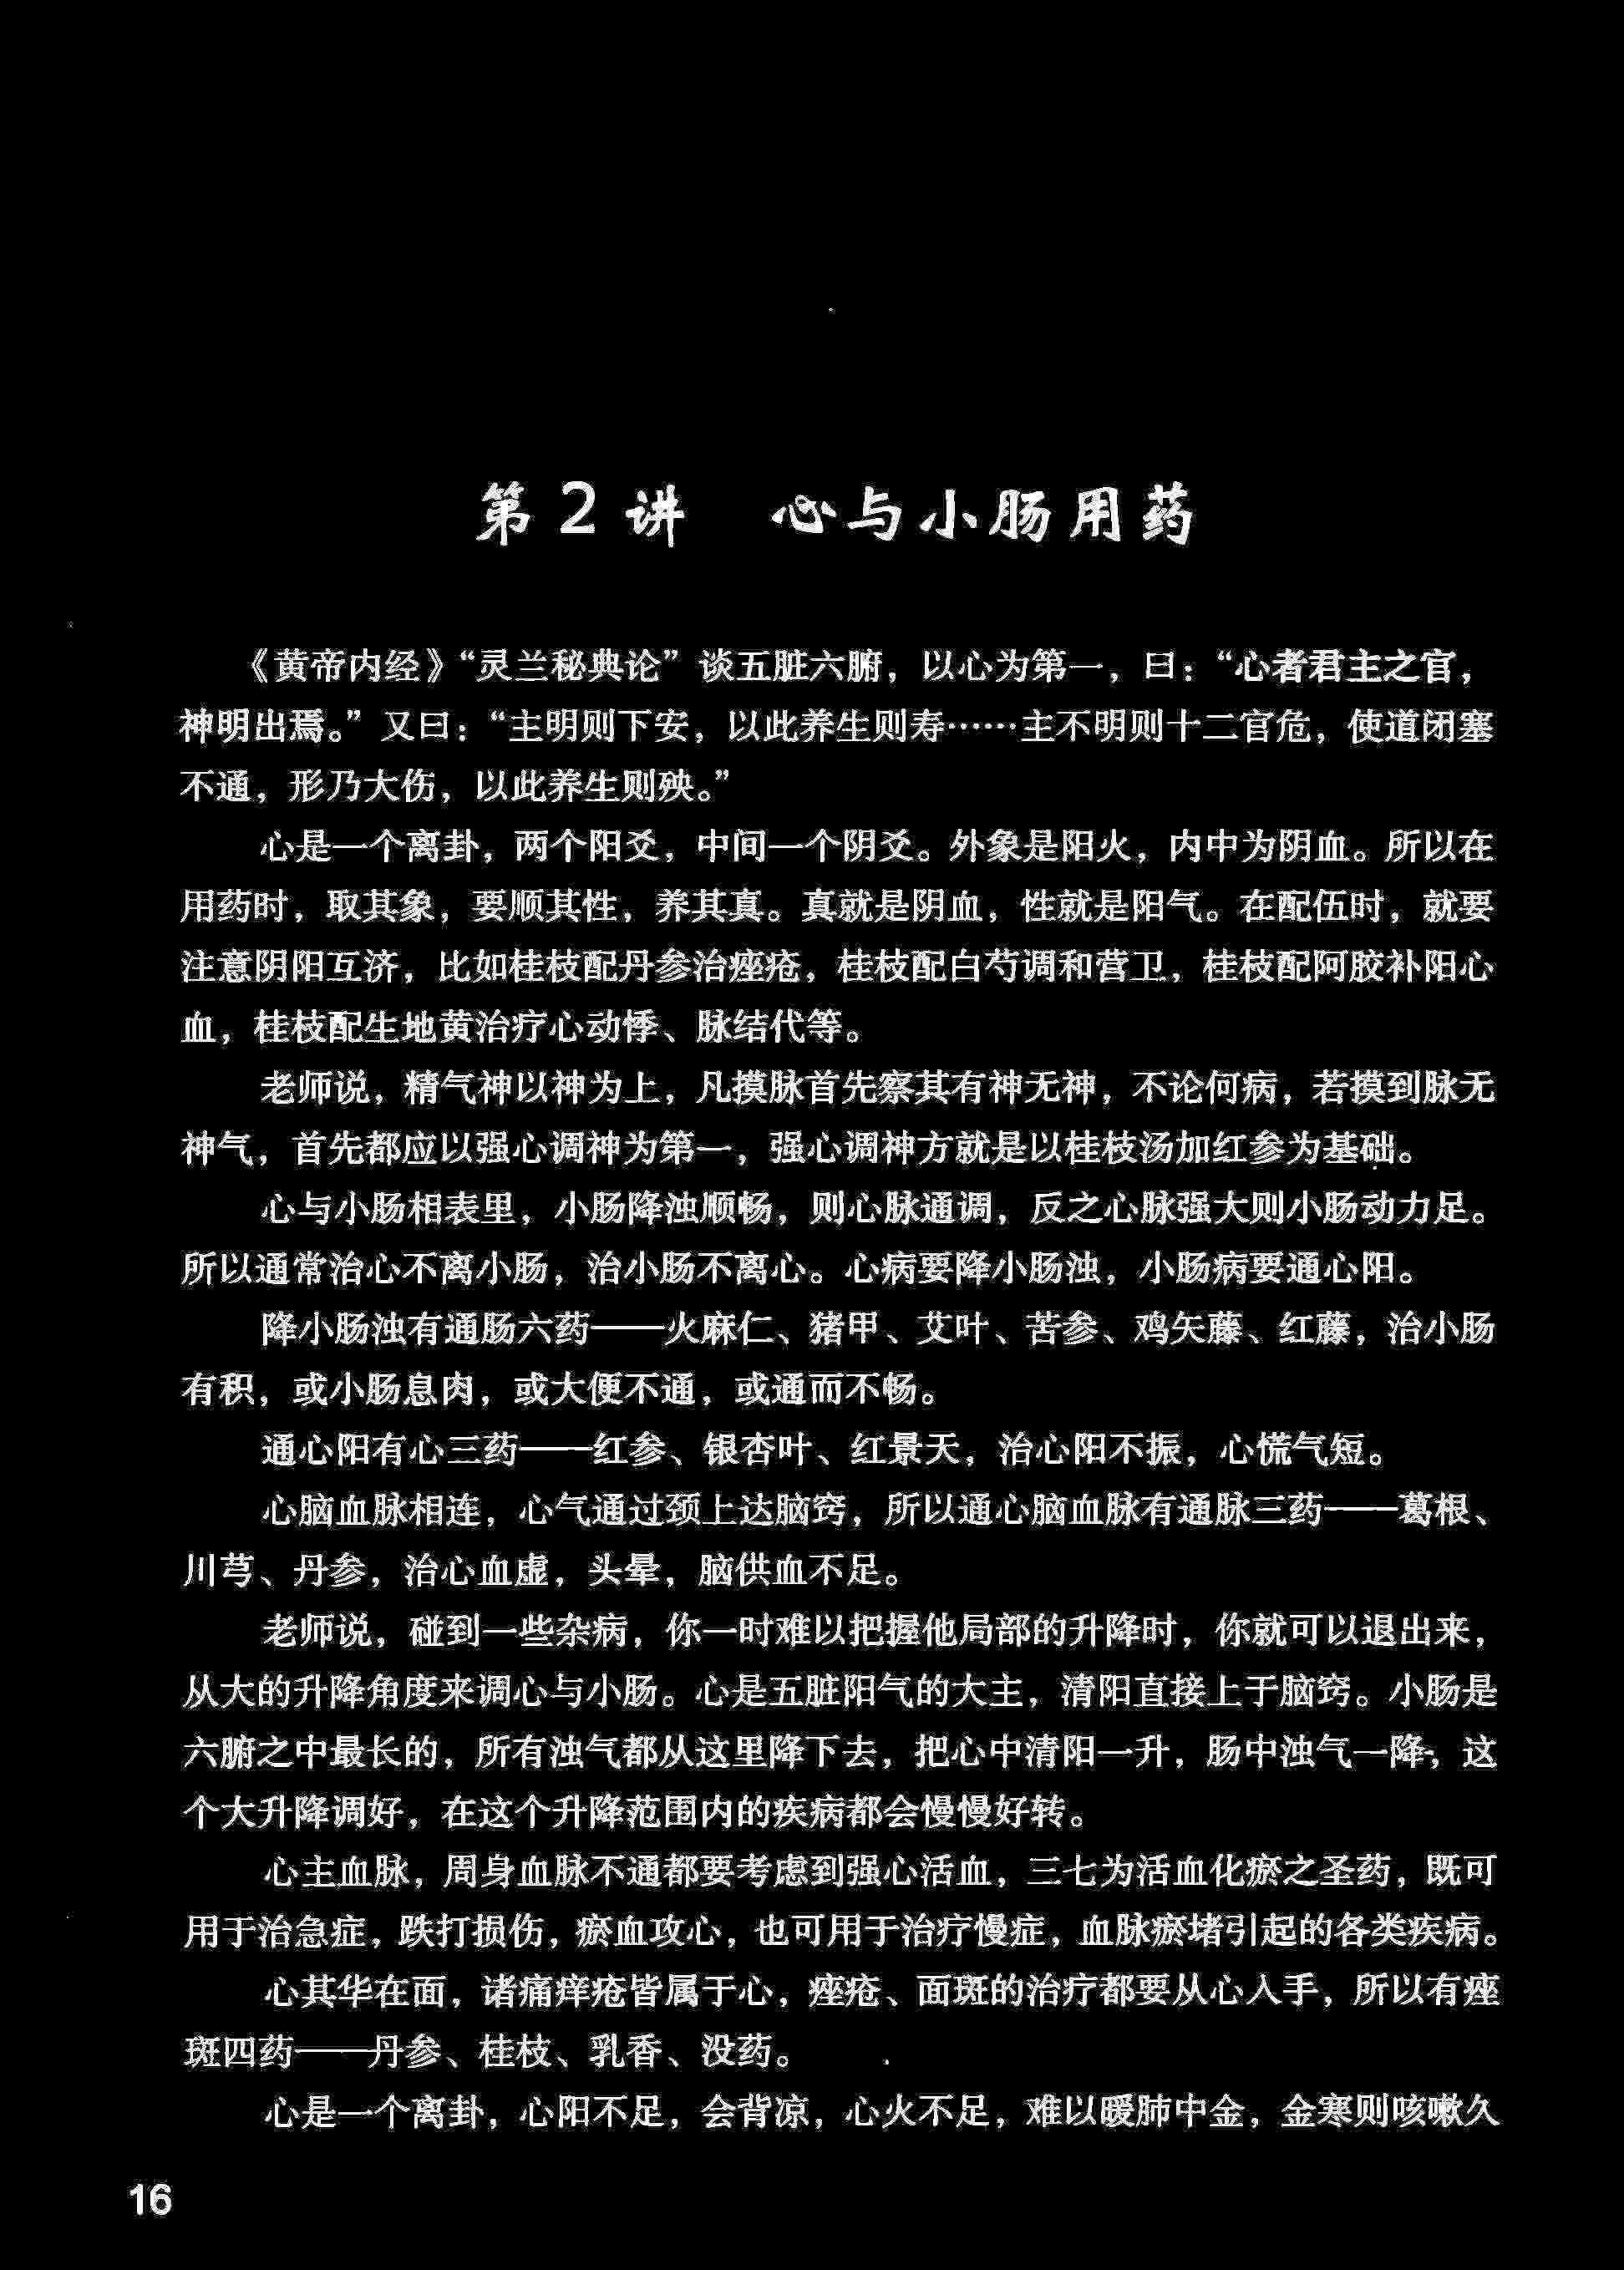 第2讲 心与小肠用药
《黄帝内经》“灵兰秘典论”谈五脏六腑，以心为第一，曰：“心者君主之官，
神明出焉。”又曰：“主明则下安，以此养生则寿……主不明则十二官危，使道闭塞
不通，形乃大伤，以此养生则殃。”
心是一个离卦，两个阳爻，中间一个阴爻。外象是阳火，内中为阴血。所以在
用药时，取其象，要顺其性，养其真。真就是阴血，性就是阳气。在配伍时，就要
注意阴阳互济，比如桂枝配丹参治痤疮，桂枝配白芍调和营卫，桂枝配阿胶补阳心
血，桂枝配生地黄治疗心动悸、脉结代等。
老师说，精气神以神为上，凡摸脉首先察其有神无神，不论何病，若摸到脉无
神气，首先都应以强心调神为第一，强心调神方就是以桂枝汤加红参为基础。
心与小肠相表里，小肠降浊顺畅，则心脉通调，反之心脉强大则小肠动力足。
所以通常治心不离小肠，治小肠不离心。心病要降小肠浊，小肠病要通心阳。
降小肠浊有通肠六药——火麻仁、猪甲、艾叶、苦参、鸡矢藤、红藤，治小肠
有积，或小肠息肉，或大便不通，或通而不畅。
通心阳有心三药——红参、银杏叶、红景天，治心阳不振，心慌气短。
心脑血脉相连，心气通过颈上达脑窍，所以通心脑血脉有通脉三药——葛根、
川芎、丹参，治心血虚，头晕，脑供血不足。
老师说，碰到一些杂病，你一时难以把握他局部的升降时，你就可以退出来，
从大的升降角度来调心与小肠。心是五脏阳气的大主，清阳直接上于脑窍。小肠是
六腑之中最长的，所有浊气都从这里降下去，把心中清阳一升，肠中浊气一降，这
个大升降调好，在这个升降范围内的疾病都会慢慢好转。
心主血脉，周身血脉不通都要考虑到强心活血，三七为活血化瘀之圣药，既可
用于治急症，跌打损伤，瘀血攻心，也可用于治疗慢症，血脉瘀堵引起的各类疾病。
心其华在面，诸痛痒疮皆属于心，痤疮、面斑的治疗都要从心入手，所以有痤
斑四药——丹参、桂枝、乳香、没药。
心是一个离卦，心阳不足，会背凉，心火不足，难以暖肺中金，金寒则咳嗽久
16